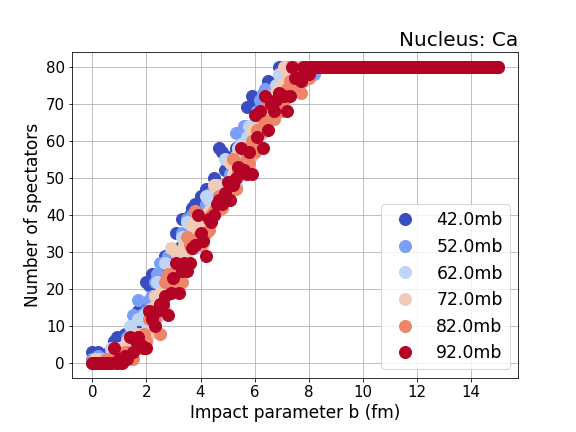 Nucleus: Ca
80
70
60
50
40
30
20
10
0
Number of spectators
42.0mb
52.0mb
62.0mb
72.0mb
82.0mb
92.0mb
0 2 4 6 8 10 12 14
Impact parameter b (fm)